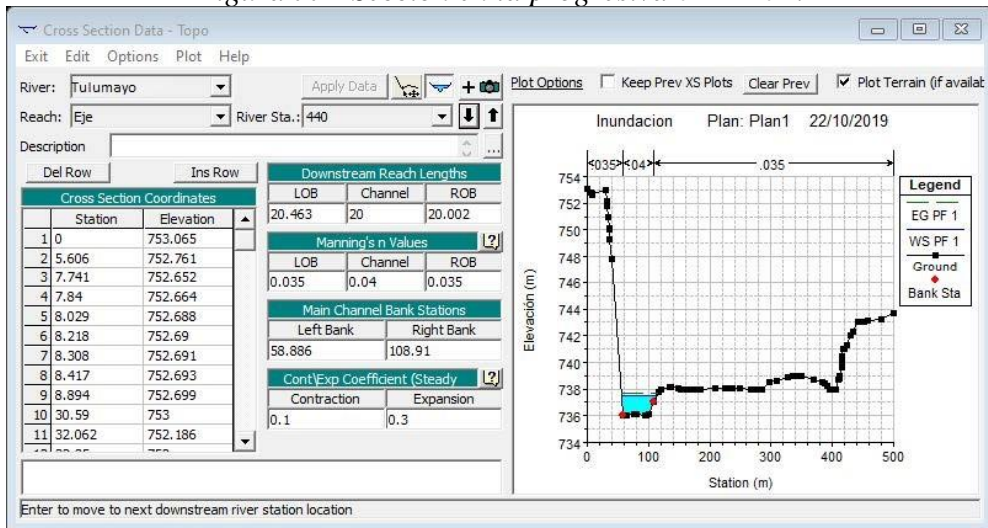 Cross Section Data - Topo
Exit Edit Options Plot Help
River: Tulumayo
Apply Data
Reach: Eje
River Sta.: 440
Description
...
Del Row
Ins Row
Cross Section Coordinates
Station Elevation
1 0 753.065
2 5.606 752.761
3 7.741 752.652
4 7.84 752.664
5 8.029 752.688
6 8.218 752.69
7 8.308 752.691
8 8.417 752.693
9 8.894 752.699
10 30.59 753
11 32.062 752.186
Downstream Reach Lengths
LOB Channel ROB
20.463 20 20.002
Manning's n Values
LOB Channel ROB
0.035 0.04 0.035
Main Channel Bank Stations
Left Bank Right Bank
58.886 108.91
Cont\Exp Coefficient (Steady
Contraction Expansion
0.1 0.3
Plot Options
Keep Prev XS Plots
Clear Prev
Plot Terrain (if availab
Inundacion Plan: Plan1 22/10/2019
.035 .04 .035
754
752
750
748
746
744
742
740
738
736
734
Elevación (m)
0 100 200 300 400 500
Station (m)
Legend
EG PF 1
WS PF 1
Ground
Bank Sta
Enter to move to next downstream river station location